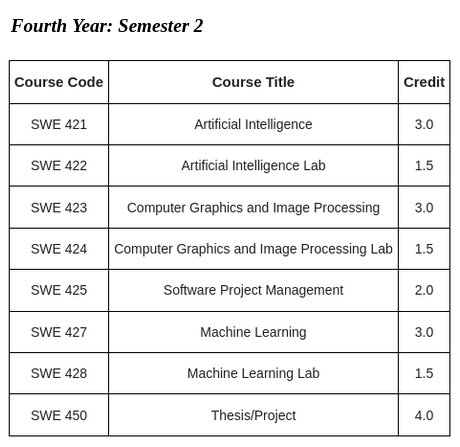 Fourth Year: Semester 2
Course Code Course Title Credit
SWE 421 Artificial Intelligence 3.0
SWE 422 Artificial Intelligence Lab 1.5
SWE 423 Computer Graphics and Image Processing 3.0
SWE 424 Computer Graphics and Image Processing Lab 1.5
SWE 425 Software Project Management 2.0
SWE 427 Machine Learning 3.0
SWE 428 Machine Learning Lab 1.5
SWE 450 Thesis/Project 4.0